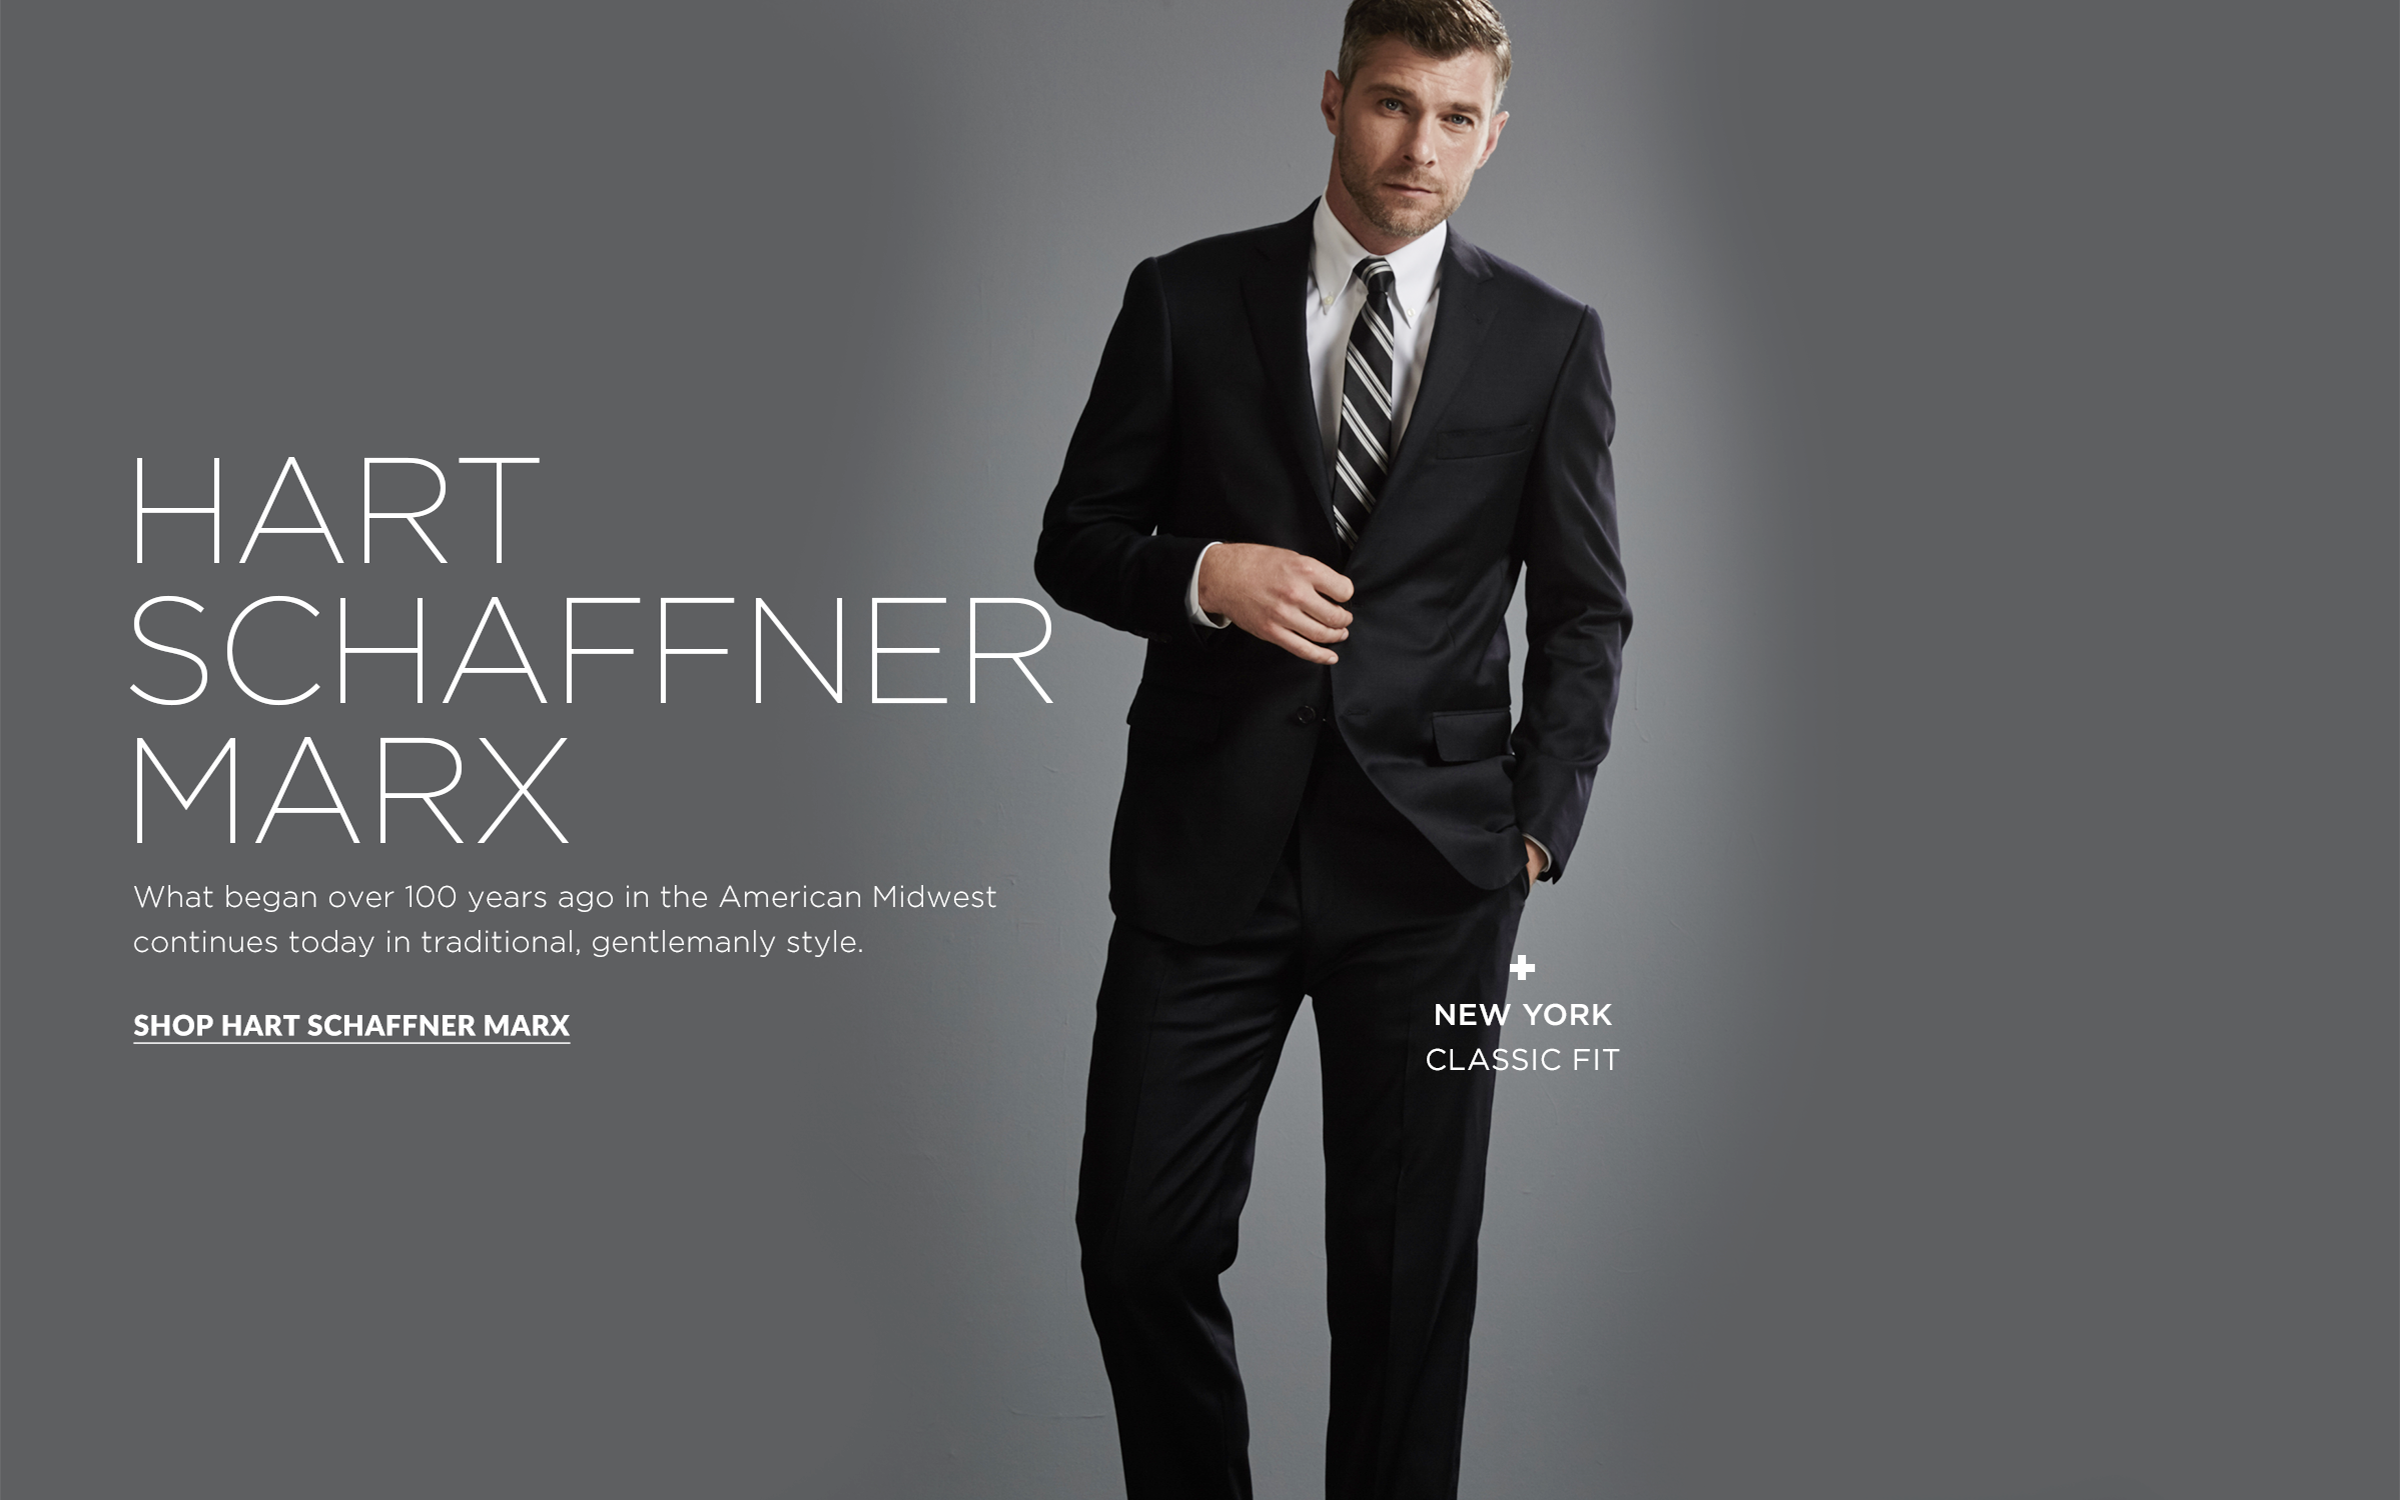 HART
SCHAFFNER
MARX
What began over 100 years ago in the American Midwest
continues today in traditional, gentlemanly style.
SHOP HART SCHAFFNER MARX
NEW YORK
CLASSIC FIT